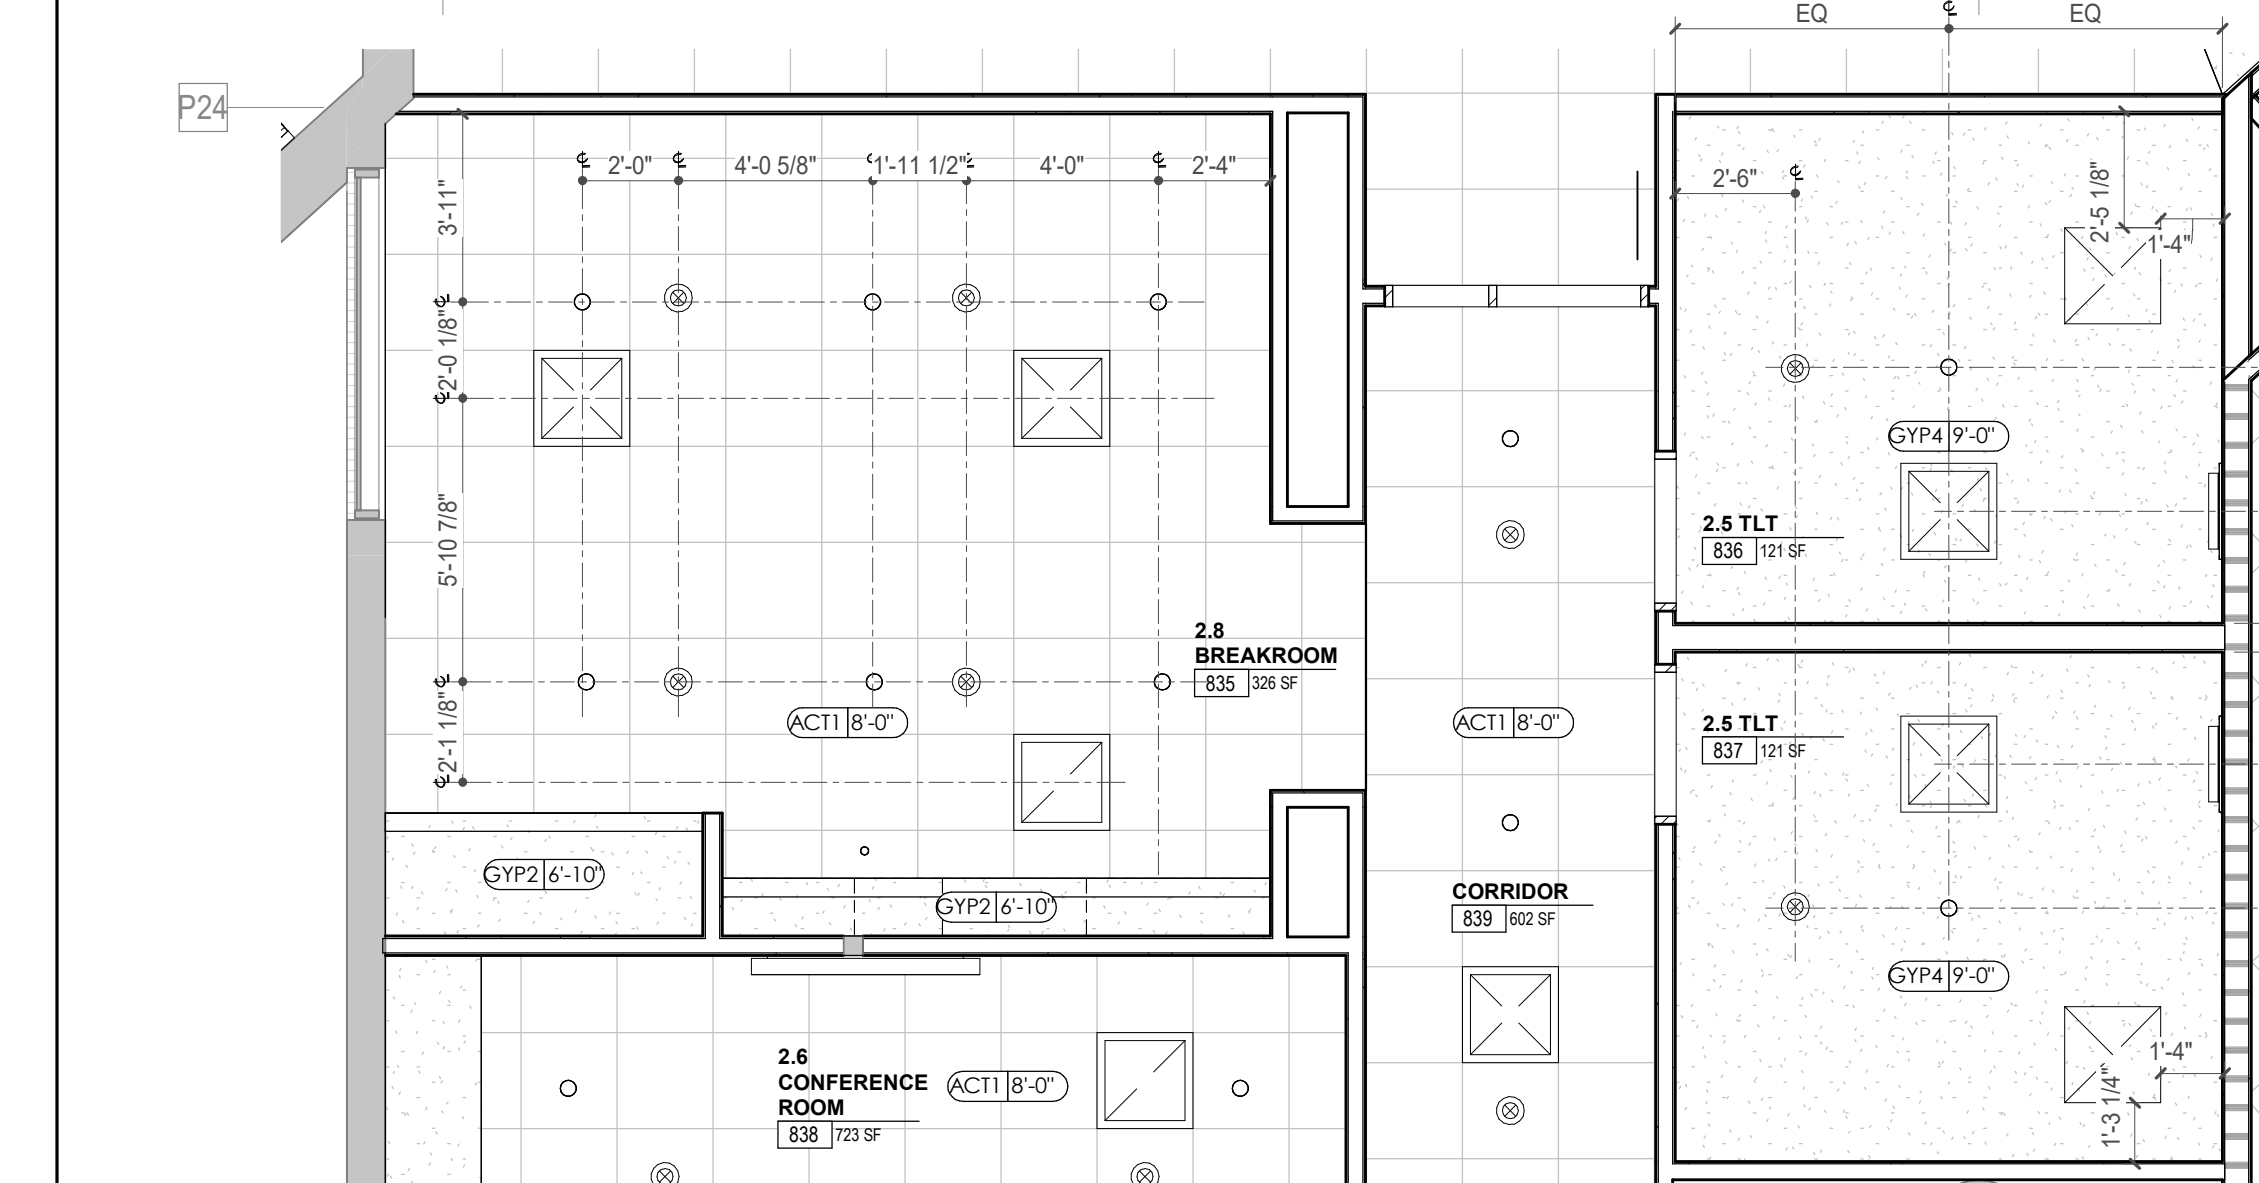 EQ
EQ
P24
2'-0"
4'-0 5/8"
1'-11 1/2"
4'-0"
2'-4"
3'-11"
2'-0 1/8"
5'-10 7/8"
2'-1 1/8"
2'-6"
2'-5 1/8"
1'-4"
GYP4 9'-0"
2.5 TLT
836 121 SF
2.8
BREAKROOM
835 326 SF
ACT1 8'-0"
ACT1 8'-0"
2.5 TLT
837 121 SF
GYP2 6'-10"
GYP2 6'-10"
CORRIDOR
839 602 SF
GYP4 9'-0"
2.6
CONFERENCE
ROOM
838 723 SF
ACT1 8'-0"
1'-4"
1'-3 1/4"